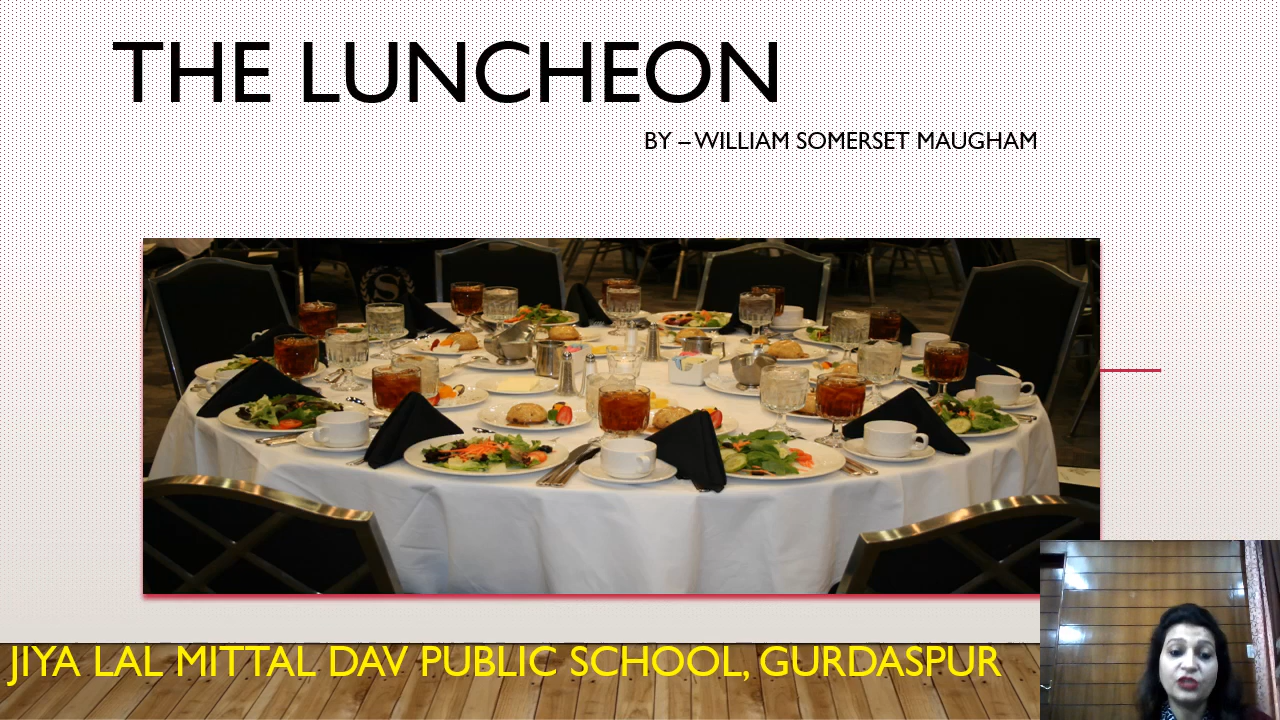 THE LUNCHEON
BY – WILLIAM SOMERSET MAUGHAM
S
JIYA LAL MITTAL DAV PUBLIC SCHOOL, GURDASPUR